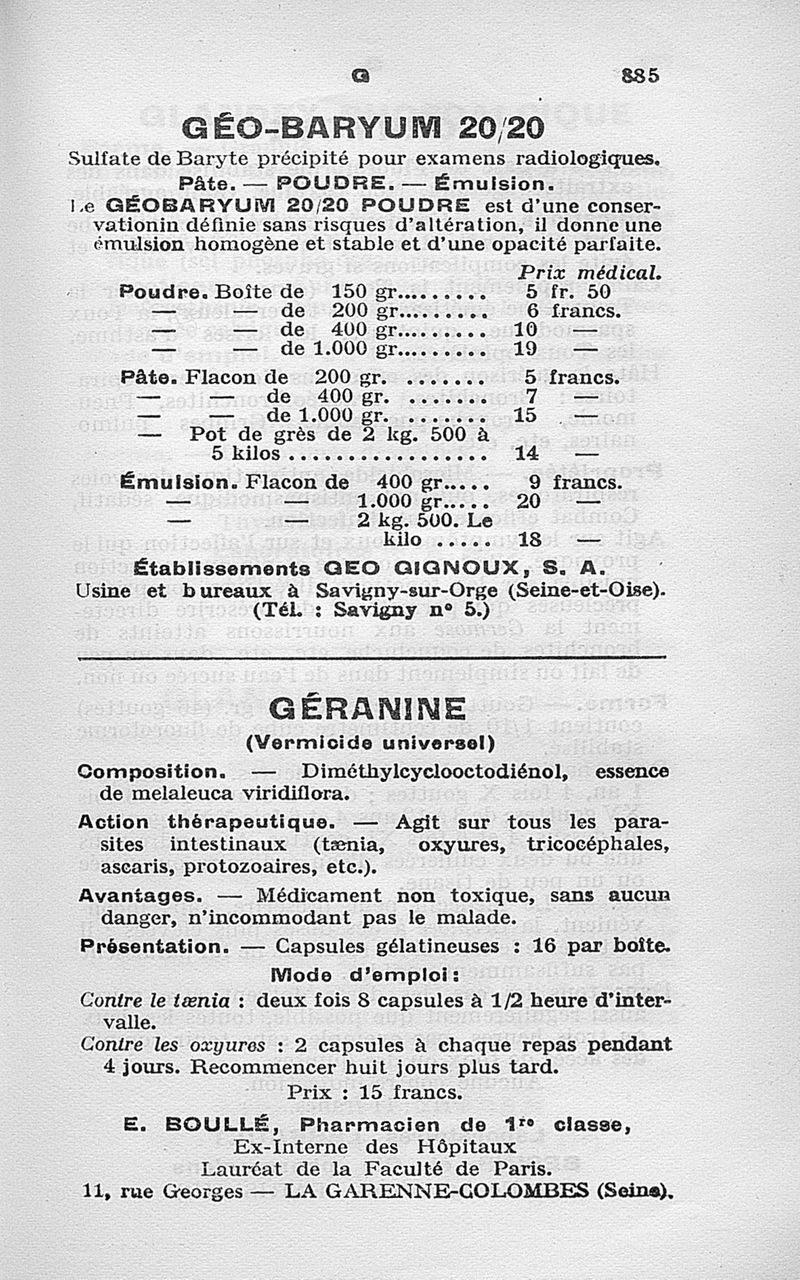 G 885
GÉO-BARYUM 20/20
Sulfate de Baryte précipité pour examens radiologiques.
Pâte. — POUDRE. — Émulsion.
Le GÉOBARYUM 20/20 POUDRE est d'une conser-
vationin définie sans risques d'altération, il donne une
émulsion homogène et stable et d'une opacité parfaite.
Prix médical.
Poudre. Boîte de 150 gr.......... 5 fr. 50
— — de 200 gr.......... 6 francs.
— — de 400 gr.......... 10 —
— — de 1.000 gr.......... 19 —
Pâte. Flacon de 200 gr. ........ 5 francs.
— — de 400 gr. ........ 7 —
— — de 1.000 gr. ........ 15 —
— Pot de grès de 2 kg. 500 à
5 kilos ................. 14 —
Émulsion. Flacon de 400 gr..... 9 francs.
— — 1.000 gr..... 20 —
— — 2 kg. 500. Le
kilo ..... 18 —
Établissements GEO GIGNOUX, S. A.
Usine et bureaux à Savigny-sur-Orge (Seine-et-Oise).
(Tél. : Savigny n° 5.)
GÉRANINE
(Vermicide universel)
Composition. — Diméthylcyclooctodiénol, essence
de melaleuca viridiflora.
Action thérapeutique. — Agit sur tous les para-
sites intestinaux (tænia, oxyures, tricocéphales,
ascaris, protozoaires, etc.).
Avantages. — Médicament non toxique, sans aucun
danger, n'incommodant pas le malade.
Présentation. — Capsules gélatineuses : 16 par boîte.
Mode d'emploi :
Contre le tænia : deux fois 8 capsules à 1/2 heure d'inter-
valle.
Contre les oxyures : 2 capsules à chaque repas pendant
4 jours. Recommencer huit jours plus tard.
Prix : 15 francs.
E. BOULLÉ, Pharmacien de 1re classe,
Ex-Interne des Hôpitaux
Lauréat de la Faculté de Paris.
11, rue Georges — LA GARENNE-COLOMBES (Seine).